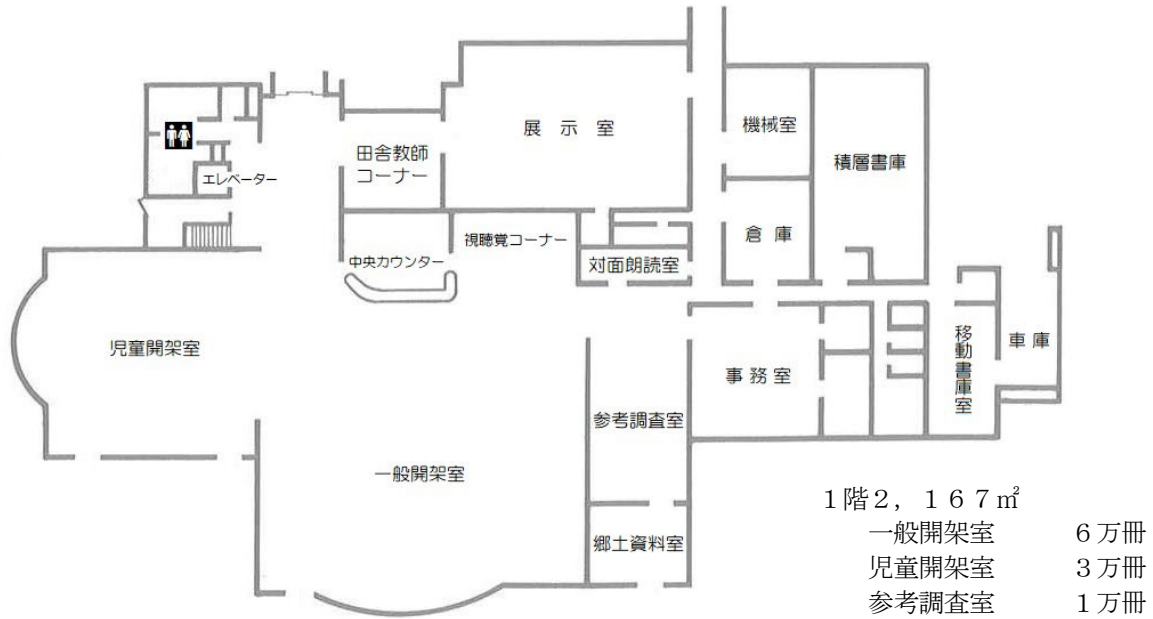 展示室
機械室
積層書庫
田舎教師
コーナー
エレベーター
倉庫
視聴覚コーナー
中央カウンター
対面朗読室
児童開架室
事務室
移動書庫室
車庫
参考調査室
一般開架室
郷土資料室
1階2，167㎡
一般開架室 6万冊
児童開架室 3万冊
参考調査室 1万冊